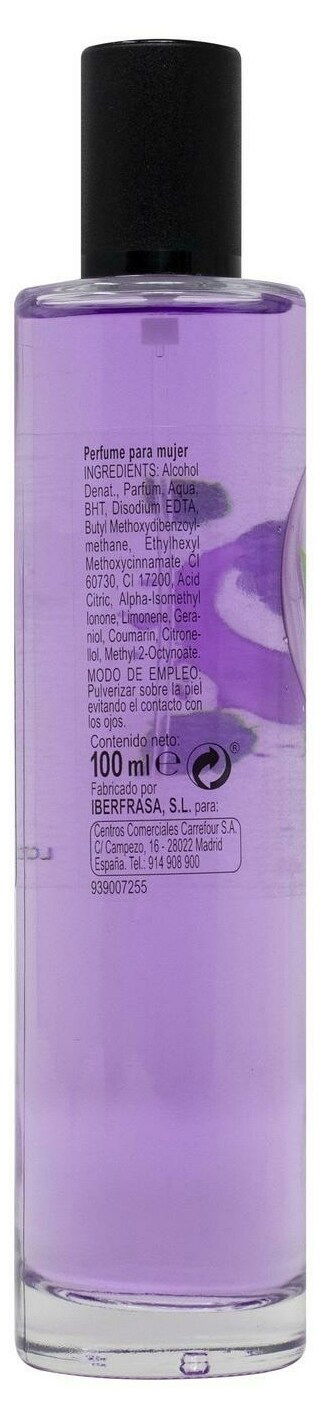 Perfume para mujer
INGREDIENTS: Alcohol
Denat., Parfum, Aqua,
BHT, Disodium EDTA,
Butyl Methoxydibenzoyl-
methane, Ethylhexyl
Methoxycinnamate, CI
60730, CI 17200, Acid
Citric, Alpha-Isomethyl
Ionone, Limonene, Gera-
niol, Coumarin, Citrone-
llol, Methyl 2-Octynoate.
MODO DE EMPLEO:
Pulverizar sobre la piel
evitando el contacto con
los ojos.
Contenido neto:
100 ml e ®
Fabricado por
IBERFRASA, S.L. para:
Centros Comerciales Carrefour S.A.
C/ Campezo, 16 - 28022 Madrid
España. Tel.: 914 908 900
939007255